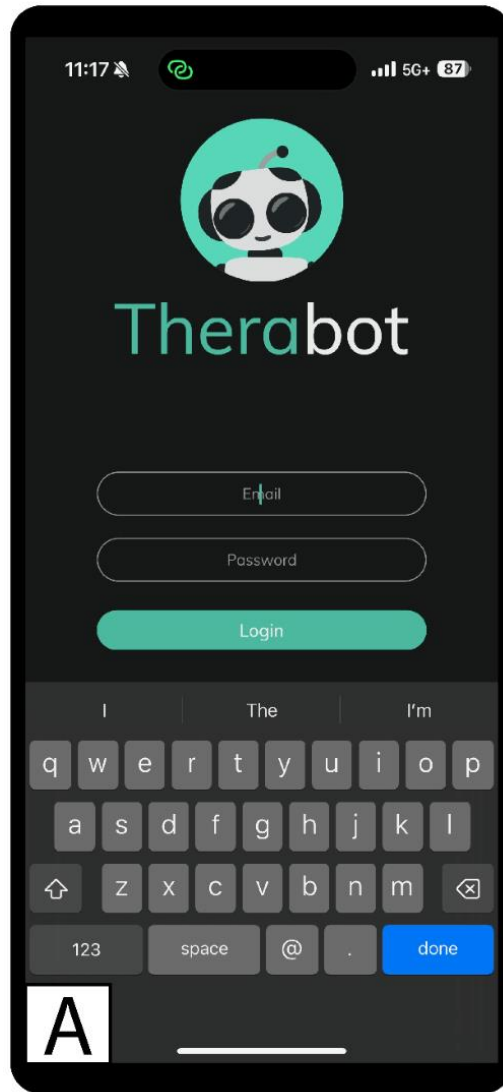 11:17 5G+ 87
Therabot
Email
Password
Login
I The I'm
q w e r t y u i o p
a s d f g h j k l
z x c v b n m
123 space @ . done
A